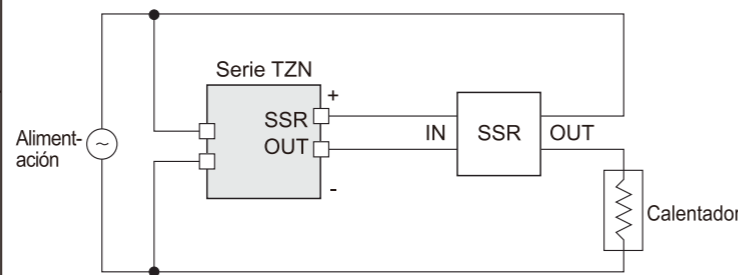 Serie TZN
+
SSR
OUT
-
IN
SSR
OUT
Aliment-
ación
~
Calentador